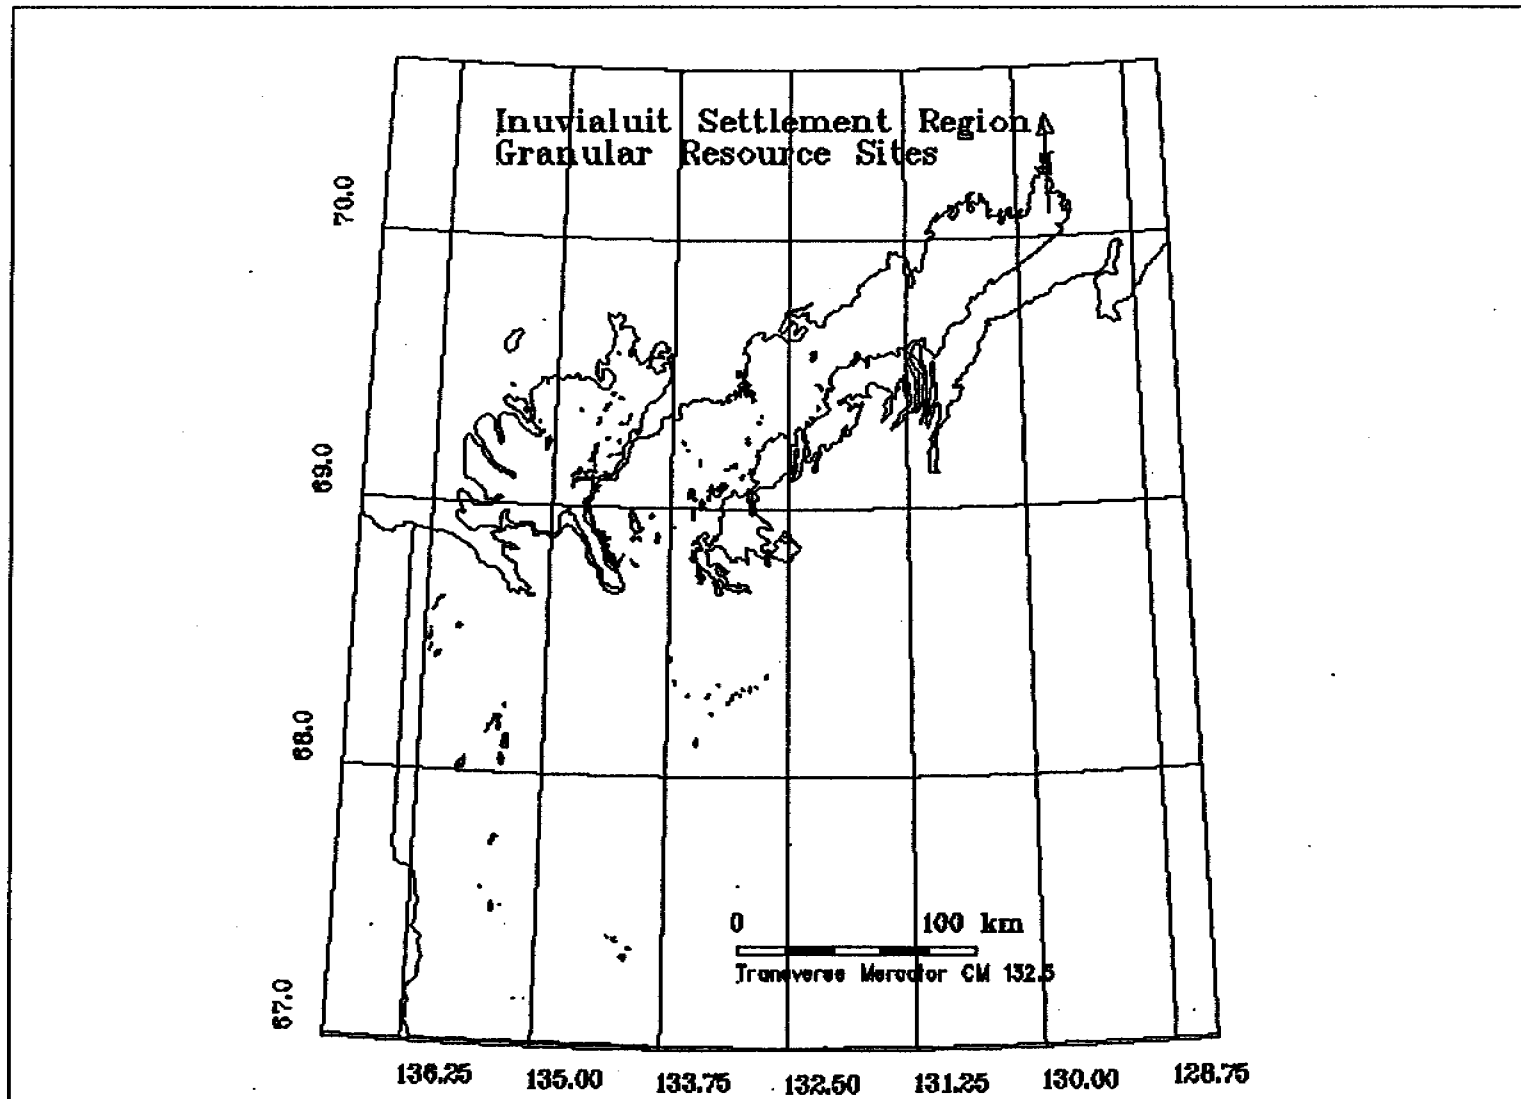 Inuvialuit Settlement Region
Granular Resource Sites
70.0
69.0
68.0
67.0
0 100 km
Transverse Mercator CM 132.5
136.25 135.00 133.75 132.50 131.25 130.00 128.75